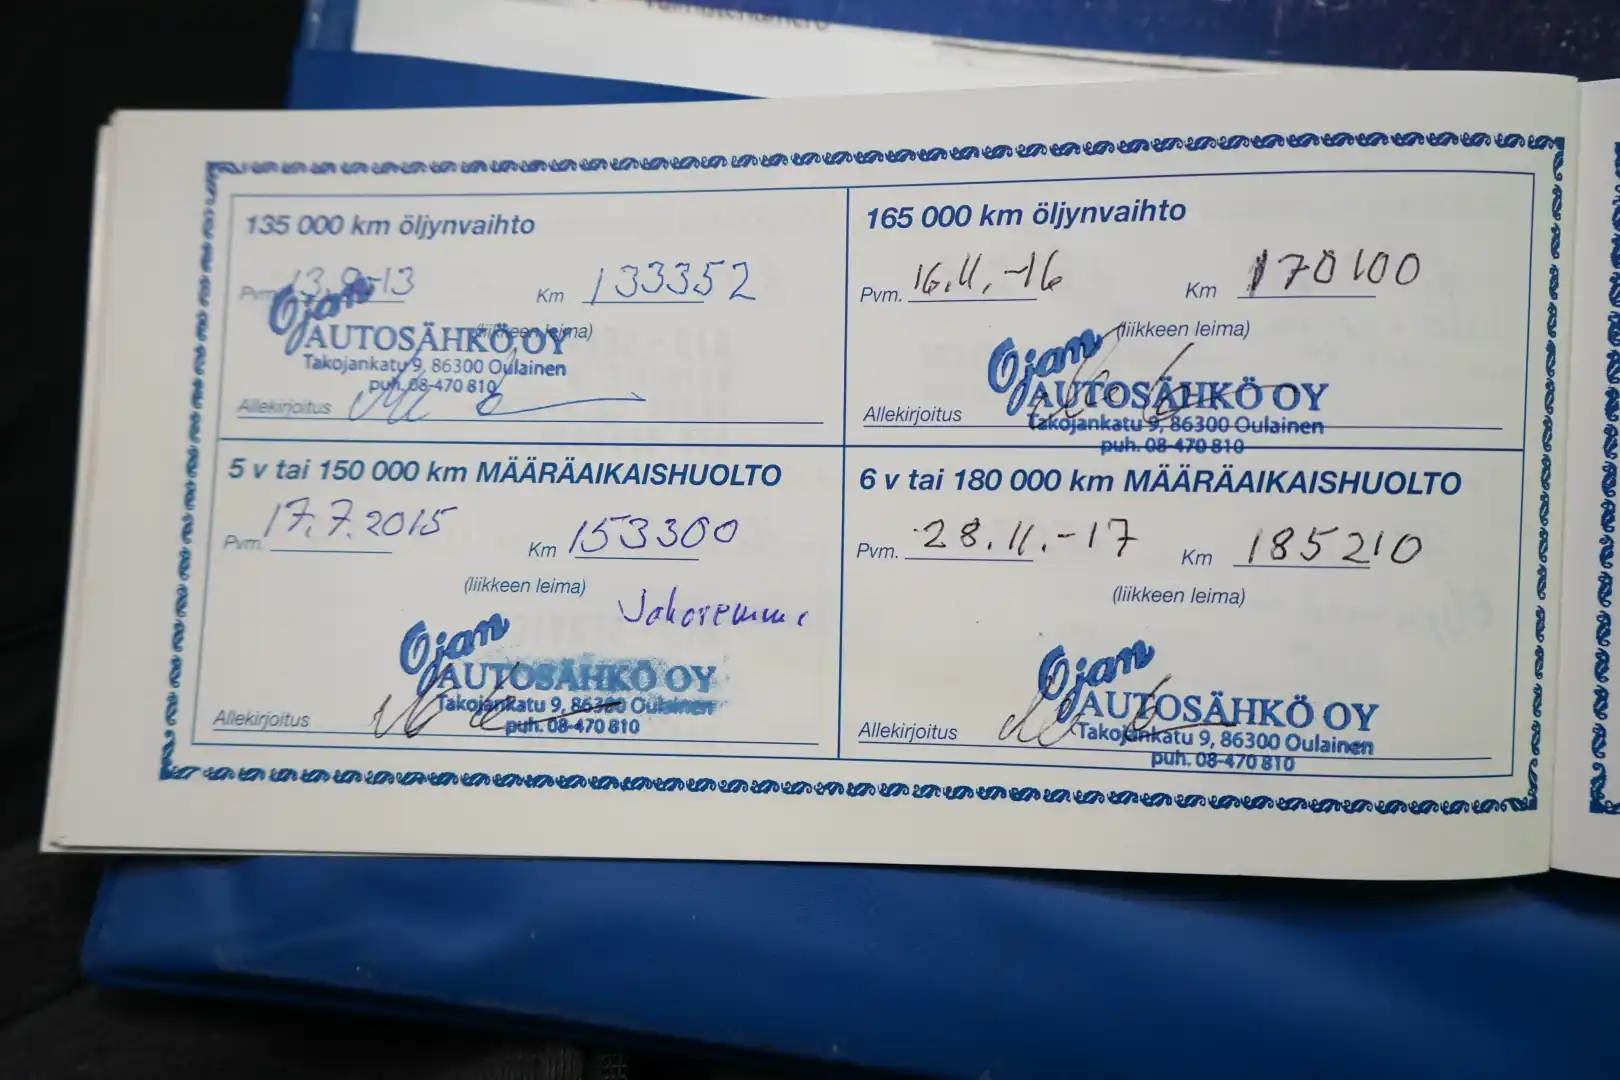 135 000 km öljynvaihto
Pvm. 13.9-13 Km 133352
(liikkeen leima)
Ojan
AUTOSÄHKÖ OY
Takojankatu 9, 86300 Oulainen
puh. 08-470 810
Allekirjoitus
165 000 km öljynvaihto
Pvm. 16.11.-16 Km 170100
(liikkeen leima)
Ojan
AUTOSÄHKÖ OY
Takojankatu 9, 86300 Oulainen
puh. 08-470 810
Allekirjoitus
5 v tai 150 000 km MÄÄRÄAIKAISHUOLTO
Pvm. 17.7.2015 Km 153300
(liikkeen leima)
Ojan
AUTOSÄHKÖ OY
Takojankatu 9, 86300 Oulainen
puh. 08-470 810
Allekirjoitus
6 v tai 180 000 km MÄÄRÄAIKAISHUOLTO
Pvm. 28.11.-17 Km 185210
(liikkeen leima)
Ojan
AUTOSÄHKÖ OY
Takojankatu 9, 86300 Oulainen
puh. 08-470 810
Allekirjoitus